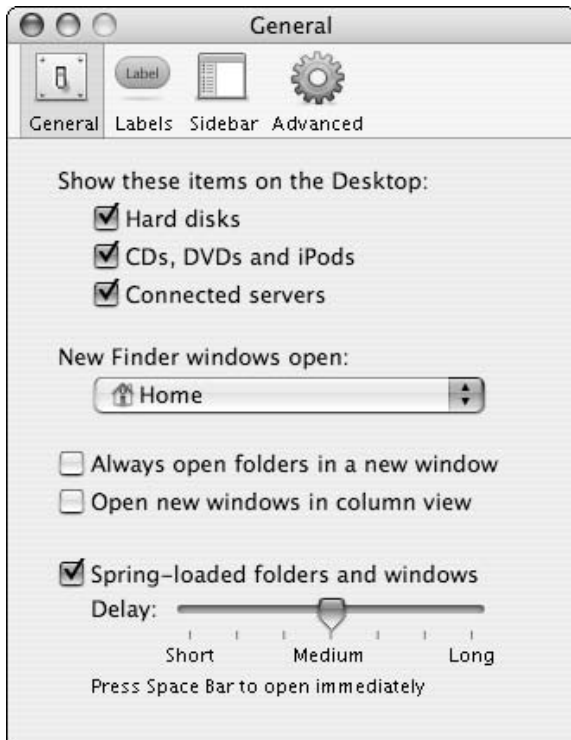 General
Label
General Labels Sidebar Advanced
Show these items on the Desktop:
Hard disks
CDs, DVDs and iPods
Connected servers
New Finder windows open:
Home
Always open folders in a new window
Open new windows in column view
Spring-loaded folders and windows
Delay:
Short Medium Long
Press Space Bar to open immediately